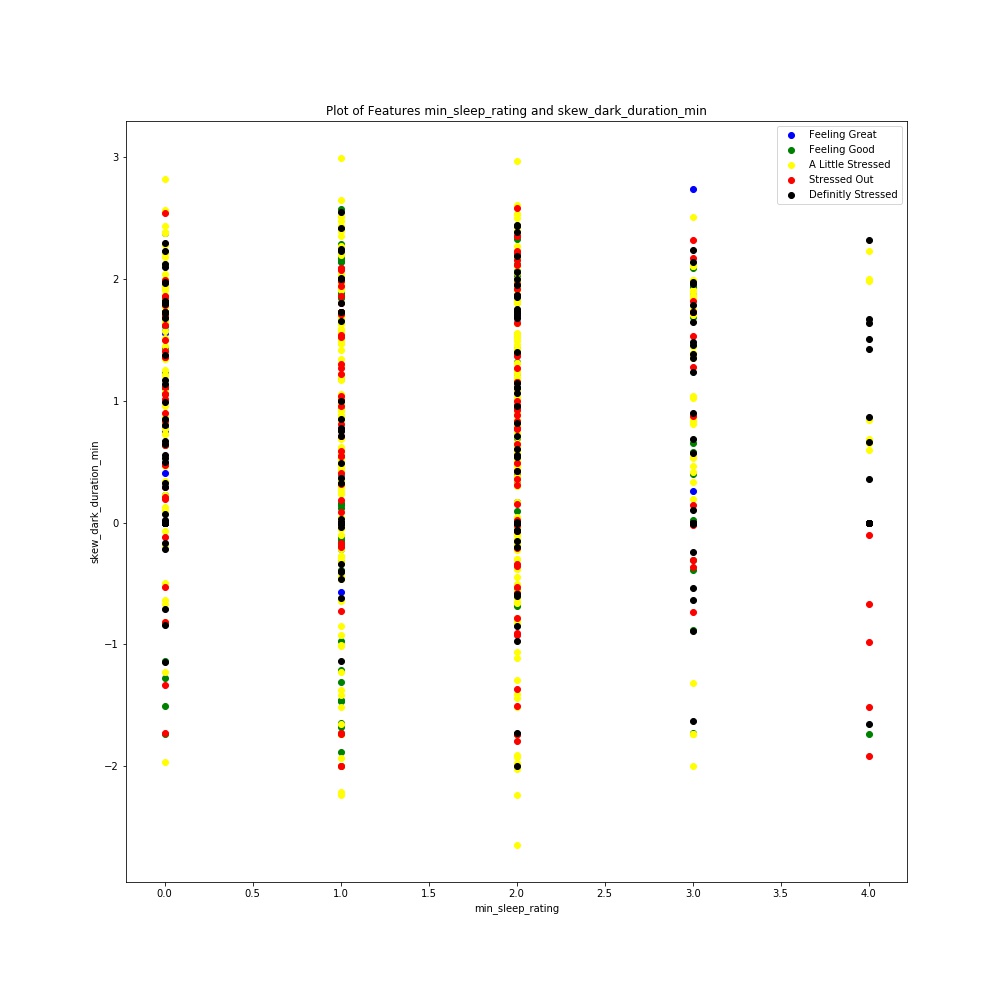 Plot of Features min_sleep_rating and skew_dark_duration_min
Feeling Great
Feeling Good
A Little Stressed
Stressed Out
Definitly Stressed
skew_dark_duration_min
3
2
1
0
−1
−2
0.0 0.5 1.0 1.5 2.0 2.5 3.0 3.5 4.0
min_sleep_rating